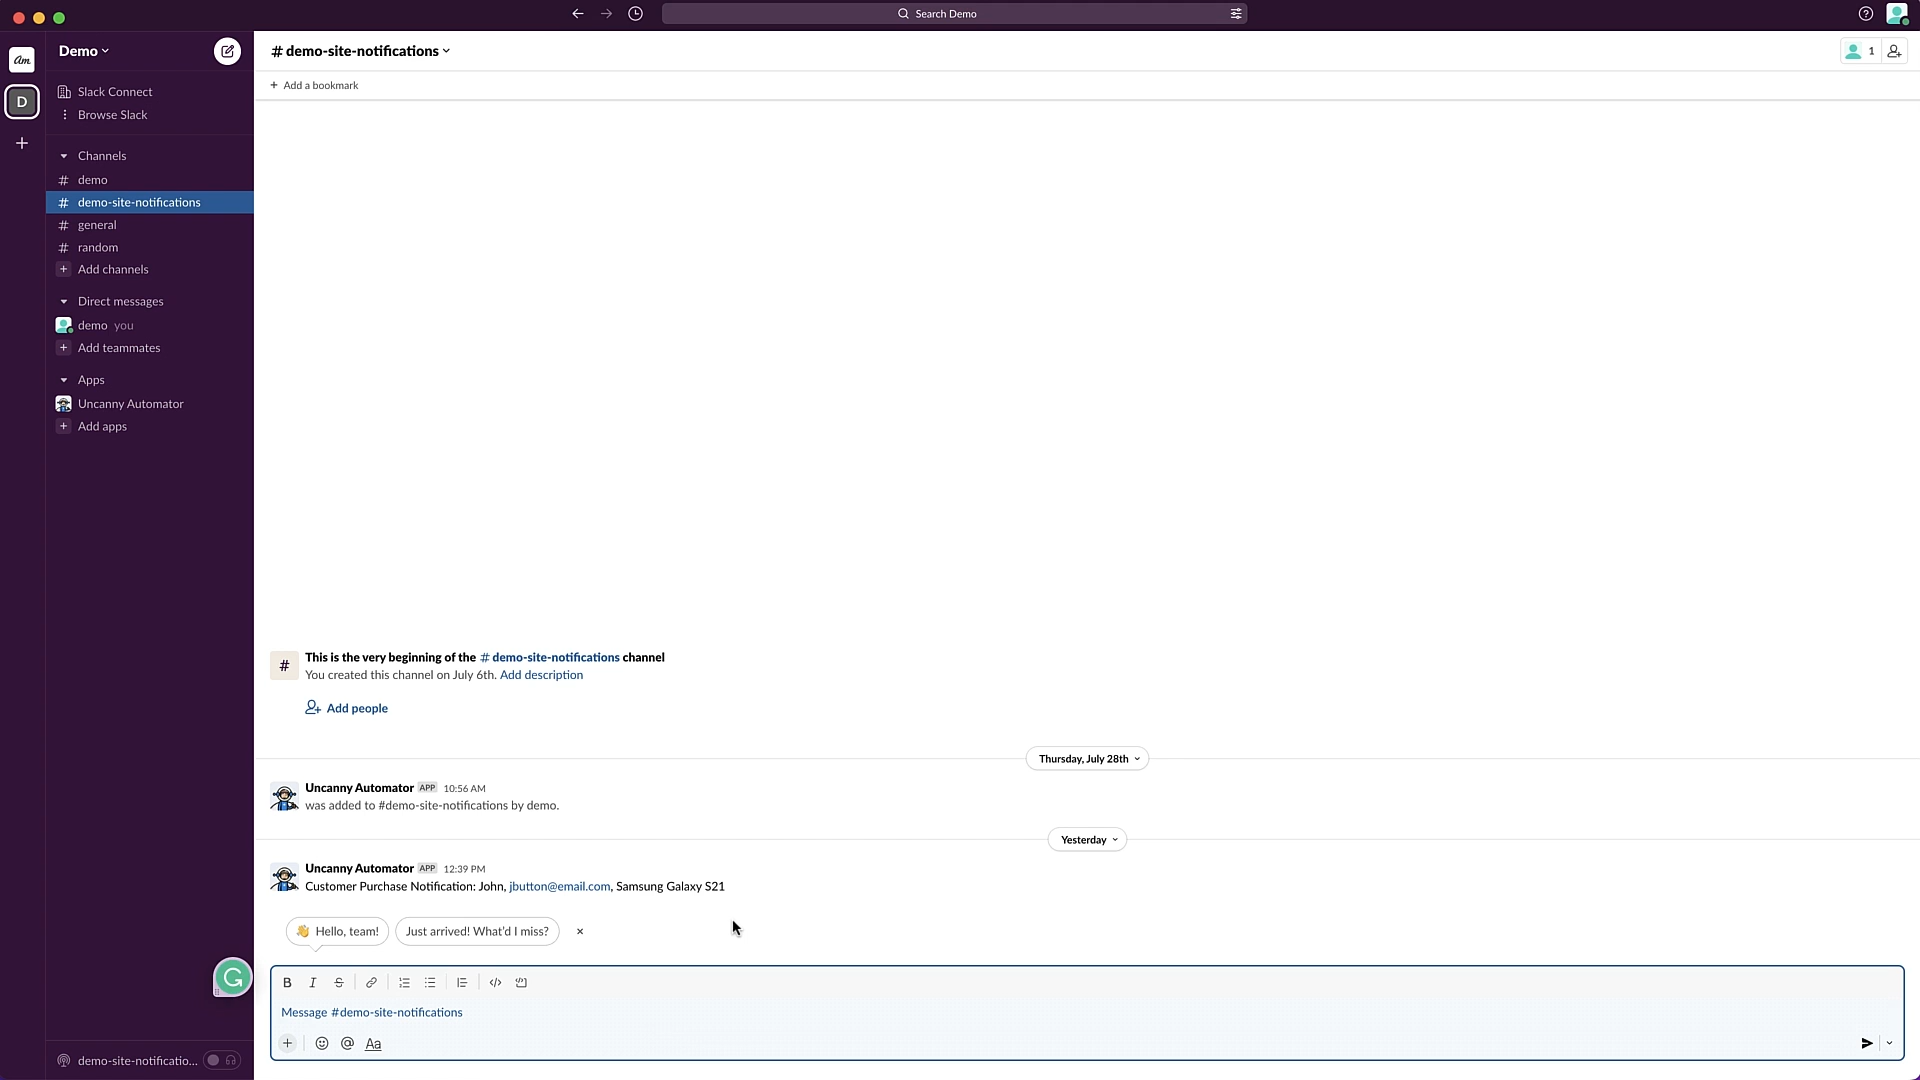 Search Demo
Am
D
Demo
Slack Connect
Browse Slack
Channels
# demo
# demo-site-notifications
# general
# random
+ Add channels
Direct messages
demo you
+ Add teammates
Apps
Uncanny Automator
+ Add apps
demo-site-notificatio...
# demo-site-notifications
1
+ Add a bookmark
# This is the very beginning of the # demo-site-notifications channel
You created this channel on July 6th. Add description
Add people
Thursday, July 28th
Uncanny Automator APP 10:56 AM
was added to #demo-site-notifications by demo.
Yesterday
Uncanny Automator APP 12:39 PM
Customer Purchase Notification: John, jbutton@email.com, Samsung Galaxy S21
👋 Hello, team!
Just arrived! What'd I miss?
G
B I S
Message #demo-site-notifications
+ @ Aa